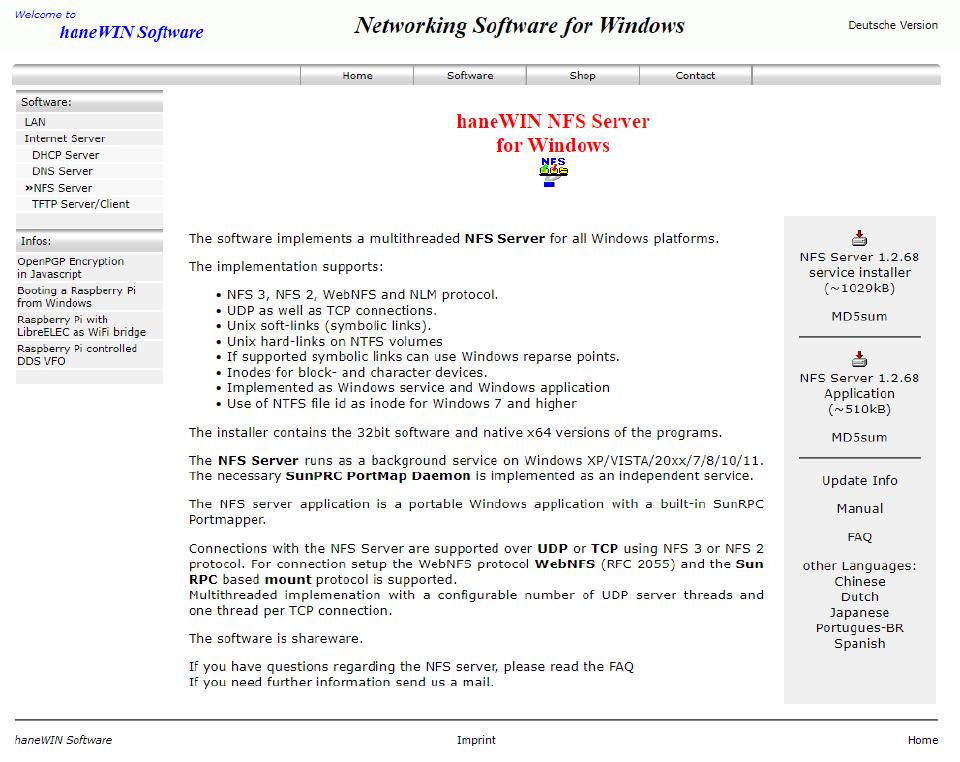 Welcome to
haneWIN Software
Networking Software for Windows
Deutsche Version
Home
Software
Shop
Contact
Software:
LAN
Internet Server
DHCP Server
DNS Server
»NFS Server
TFTP Server/Client
Infos:
OpenPGP Encryption
in Javascript
Booting a Raspberry Pi
from Windows
Raspberry Pi with
LibreELEC as WiFi bridge
Raspberry Pi controlled
DDS VFO
haneWIN NFS Server
for Windows
NFS
The software implements a multithreaded NFS Server for all Windows platforms.
The implementation supports:
• NFS 3, NFS 2, WebNFS and NLM protocol.
• UDP as well as TCP connections.
• Unix soft-links (symbolic links).
• Unix hard-links on NTFS volumes
• If supported symbolic links can use Windows reparse points.
• Inodes for block- and character devices.
• Implemented as Windows service and Windows application
• Use of NTFS file id as inode for Windows 7 and higher
The installer contains the 32bit software and native x64 versions of the programs.
The NFS Server runs as a background service on Windows XP/VISTA/20xx/7/8/10/11.
The necessary SunPRC PortMap Daemon is implemented as an independent service.
The NFS server application is a portable Windows application with a built-in SunRPC
Portmapper.
Connections with the NFS Server are supported over UDP or TCP using NFS 3 or NFS 2
protocol. For connection setup the WebNFS protocol WebNFS (RFC 2055) and the Sun
RPC based mount protocol is supported.
Multithreaded implemenation with a configurable number of UDP server threads and
one thread per TCP connection.
The software is shareware.
If you have questions regarding the NFS server, please read the FAQ
If you need further information send us a mail.
NFS Server 1.2.68
service installer
(~1029kB)
MD5sum
NFS Server 1.2.68
Application
(~510kB)
MD5sum
Update Info
Manual
FAQ
other Languages:
Chinese
Dutch
Japanese
Portugues-BR
Spanish
haneWIN Software
Imprint
Home